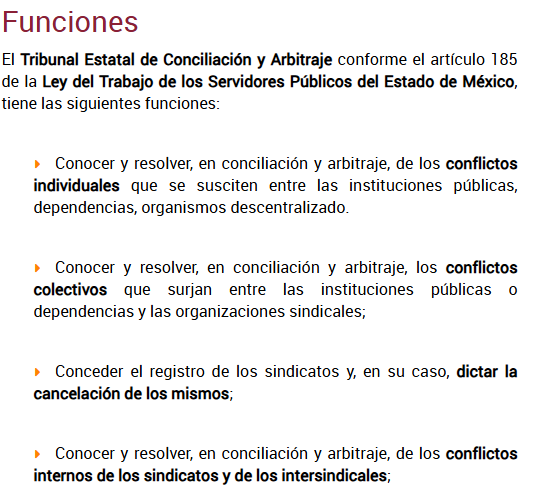 Funciones
El Tribunal Estatal de Conciliación y Arbitraje conforme el artículo 185
de la Ley del Trabajo de los Servidores Públicos del Estado de México,
tiene las siguientes funciones:
Conocer y resolver, en conciliación y arbitraje, de los conflictos
individuales que se susciten entre las instituciones públicas,
dependencias, organismos descentralizado.
Conocer y resolver, en conciliación y arbitraje, los conflictos
colectivos que surjan entre las instituciones públicas o
dependencias y las organizaciones sindicales;
Conceder el registro de los sindicatos y, en su caso, dictar la
cancelación de los mismos;
Conocer y resolver, en conciliación y arbitraje, de los conflictos
internos de los sindicatos y de los intersindicales;